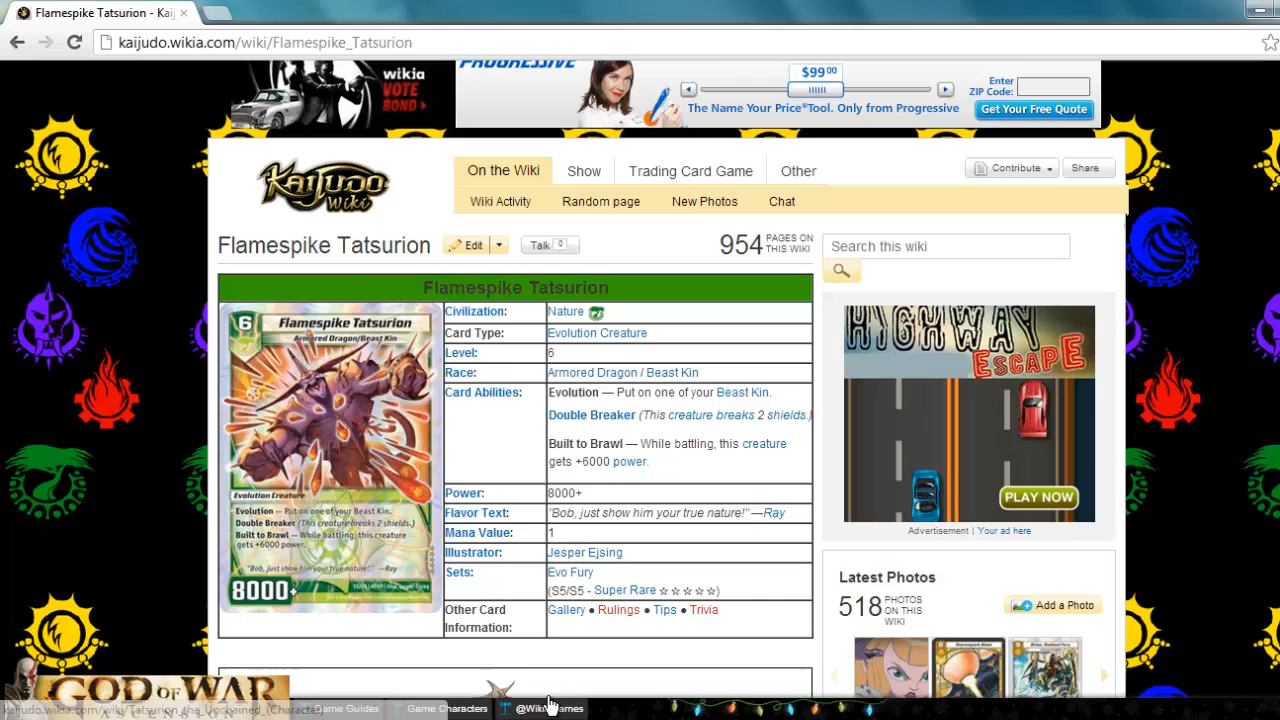 Flamespike Tatsurion - Kai
kaijudo.wikia.com/wiki/Flamespike_Tatsurion
wikia
VOTE
BOND
PROGRESSIVE
$99 00
The Name Your Price® Tool. Only from Progressive
Enter
ZIP Code:
Get Your Free Quote
KAIJUDO
Wiki
On the Wiki Show Trading Card Game Other
Contribute Share
Wiki Activity Random page New Photos Chat
Flamespike Tatsurion Edit Talk 0
954 PAGES ON
THIS WIKI
Search this wiki
Flamespike Tatsurion
6 Flamespike Tatsurion
Armored Dragon/Beast Kin
Evolution Creature
Evolution — Put on one of your Beast Kin.
Double Breaker (This creature breaks 2 shields.)
Built to Brawl — While battling, this creature
gets +6000 power.
"Bob, just show him your true nature!" —Ray
8000+
Civilization: Nature
Card Type: Evolution Creature
Level: 6
Race: Armored Dragon / Beast Kin
Card Abilities: Evolution — Put on one of your Beast Kin.
Double Breaker (This creature breaks 2 shields.)
Built to Brawl — While battling, this creature
gets +6000 power.
Power: 8000+
Flavor Text: "Bob, just show him your true nature!" —Ray
Mana Value: 1
Illustrator: Jesper Ejsing
Sets: Evo Fury
(S5/S5 - Super Rare ☆☆☆☆☆)
Other Card
Information:
Gallery ● Rulings ● Tips ● Trivia
HIGHWAY
ESCAPE
PLAY NOW
Advertisement | Your ad here
Latest Photos
518 PHOTOS
ON THIS
WIKI
Add a Photo
GOD OF WAR
ASCENSION
kaijudo.wikia.com/wiki/Tatsurion_the_Unchained_(Character)
Game Guides
Game Characters